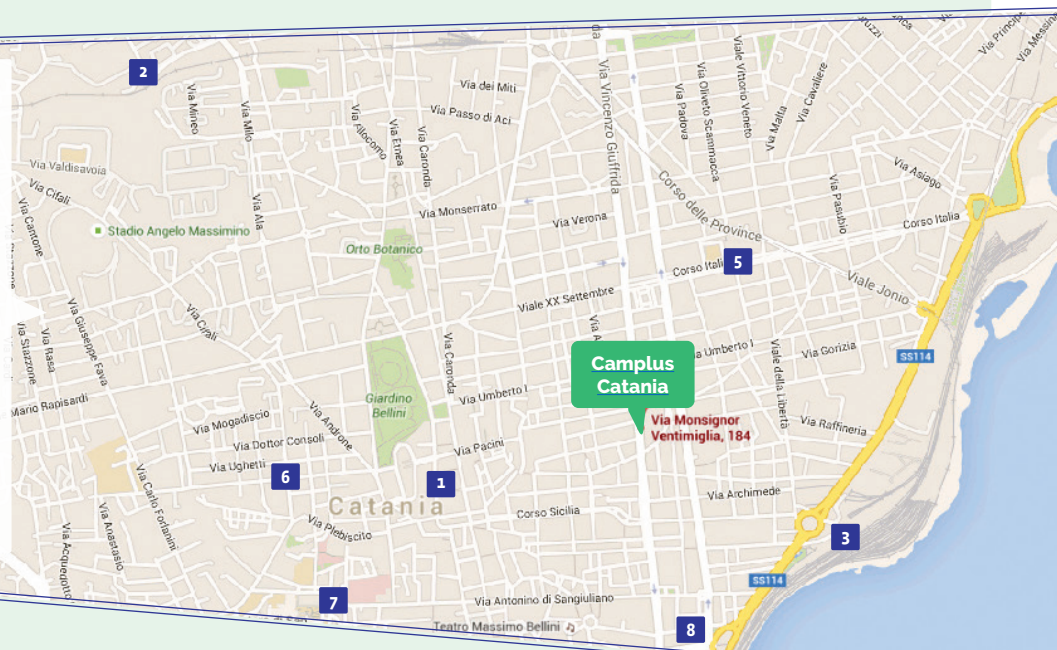 2
Via Mineo
Via Milo
Via Filocomo
Via Etnea
Via Caronda
Via dei Miti
Via Passo di Aci
Via Vincenzo Giuffrida
Via Padova
Via Oliveto Scammacca
Viale Vittorio Veneto
Via Malta
Via Cavaliere
Via Principe
Via Messina
Via Valdisavoia
Via Cifali
Via Cantone
Stadio Angelo Massimino
Via Ala
Via Monserrato
Orto Botanico
Via Verona
Corso delle Province
Via Pasubio
Via Asiago
Corso Italia
Corso Itali
5
Viale XX Settembre
Viale Jonio
Via Giuseppe Fava
Via Stazzone
Via Rasa
Via Cifali
Via Caronda
Via A
Camplus
Catania
a Umberto I
Viale della Libertà
Via Gorizia
SS114
Mario Rapisardi
Giardino
Bellini
Via Umberto I
Via Monsignor
Ventimiglia, 184
Via Raffineria
Via Mogadiscio
Via Androne
Via Dottor Consoli
Via Ughetti
6
Via Pacini
1
Catania
Via Carlo Forlanini
Via Anastasio
Via Acquedotto
Via Plebiscito
Corso Sicilia
Via Archimede
3
SS114
7
Via Antonino di Sangiuliano
Teatro Massimo Bellini
8